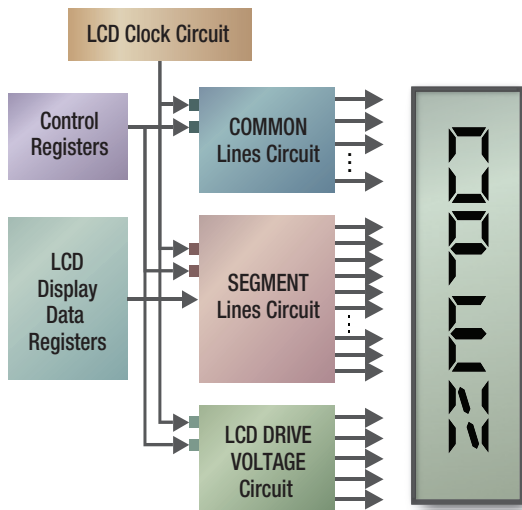 LCD Clock Circuit
Control
Registers
COMMON
Lines Circuit
LCD
Display
Data
Registers
SEGMENT
Lines Circuit
LCD DRIVE
VOLTAGE
Circuit
OPEN